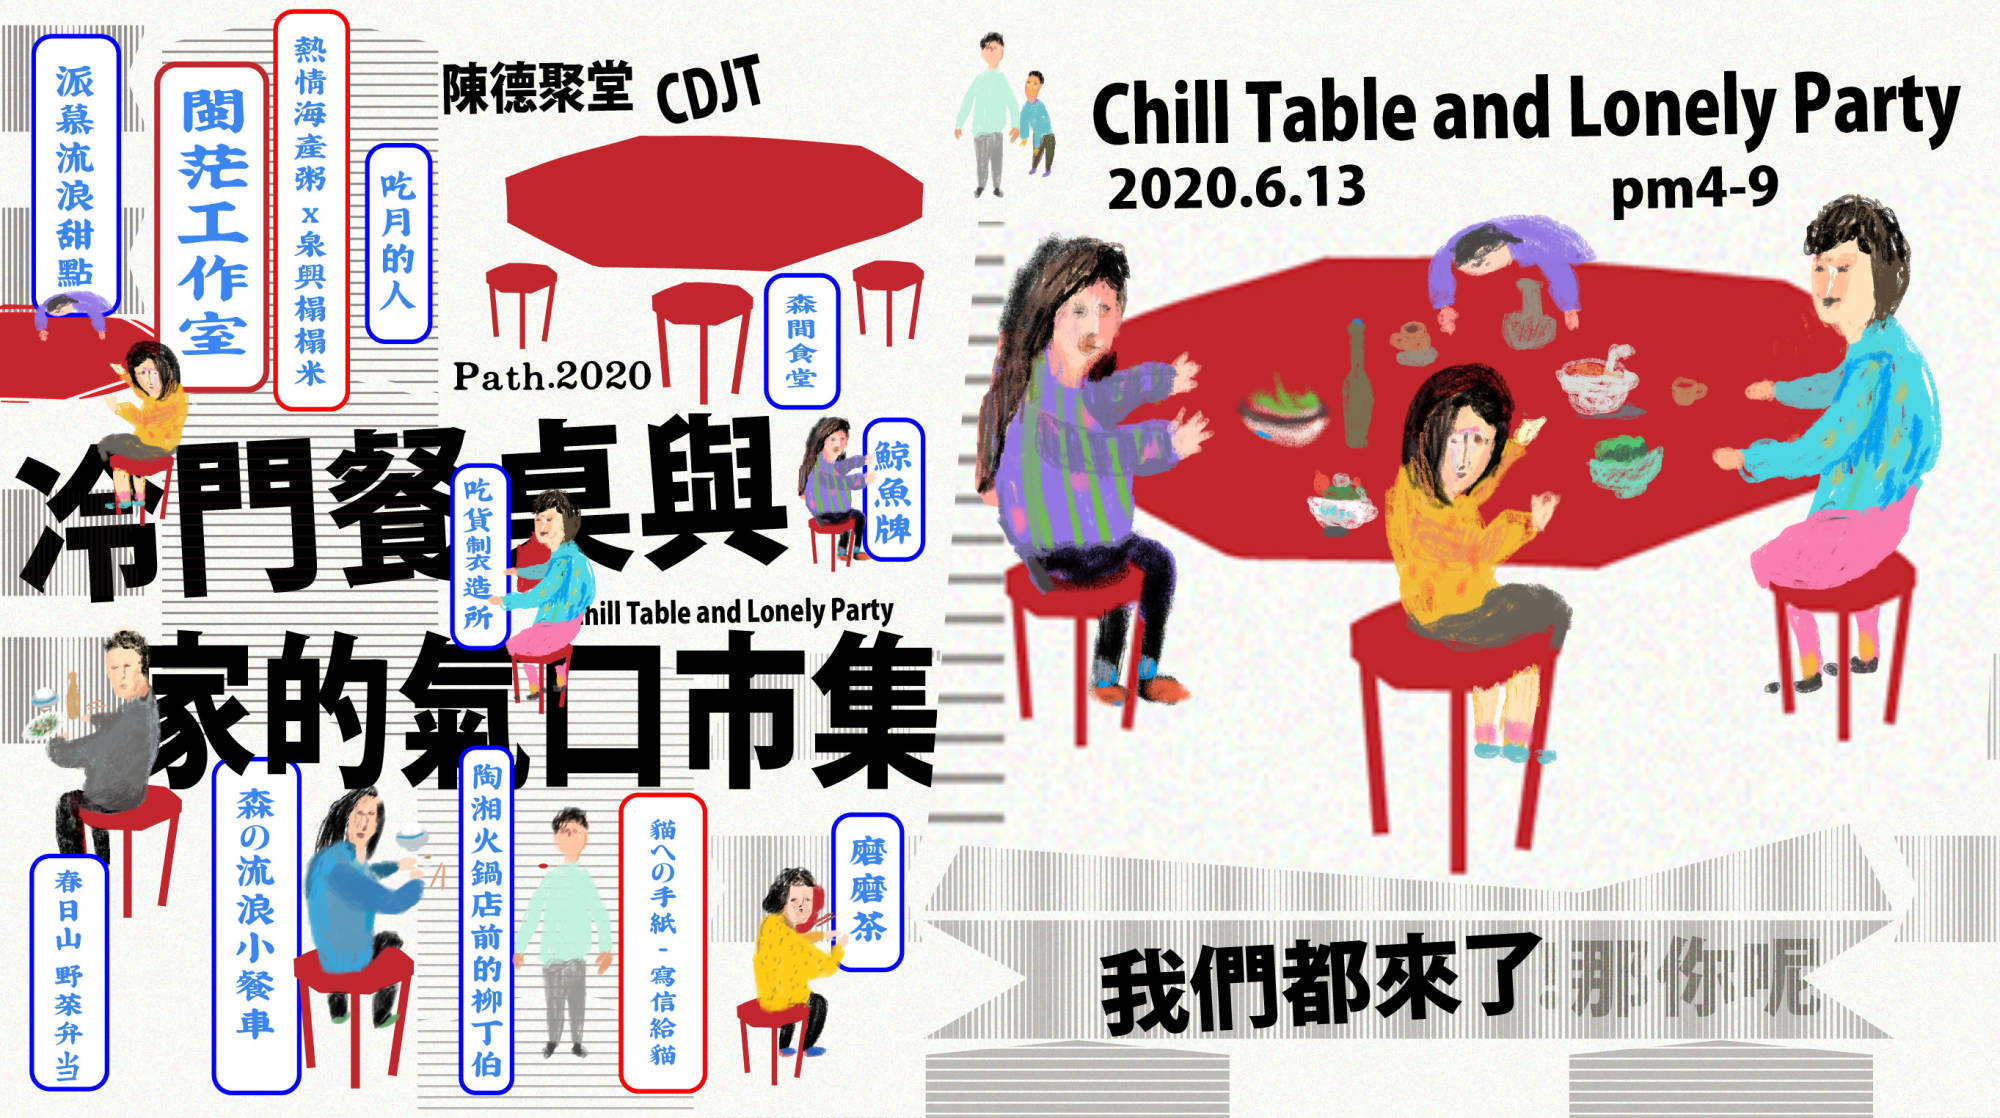 派慕流浪甜點
閩茫工作室
熱情海產粥 x 泉興榻榻米
吃月的人
陳德聚堂 CDJT
森間食堂
Path.2020
冷門餐桌與
鯨魚牌
吃貨制衣造所
hill Table and Lonely Party
家的氣口市集
春日山 野菜弁当
森の流浪小餐車
陶湘火鍋店前的柳丁伯
貓への手紙 - 寫信給貓
磨磨茶
Chill Table and Lonely Party
2020.6.13 pm4-9
我們都來了 那你呢